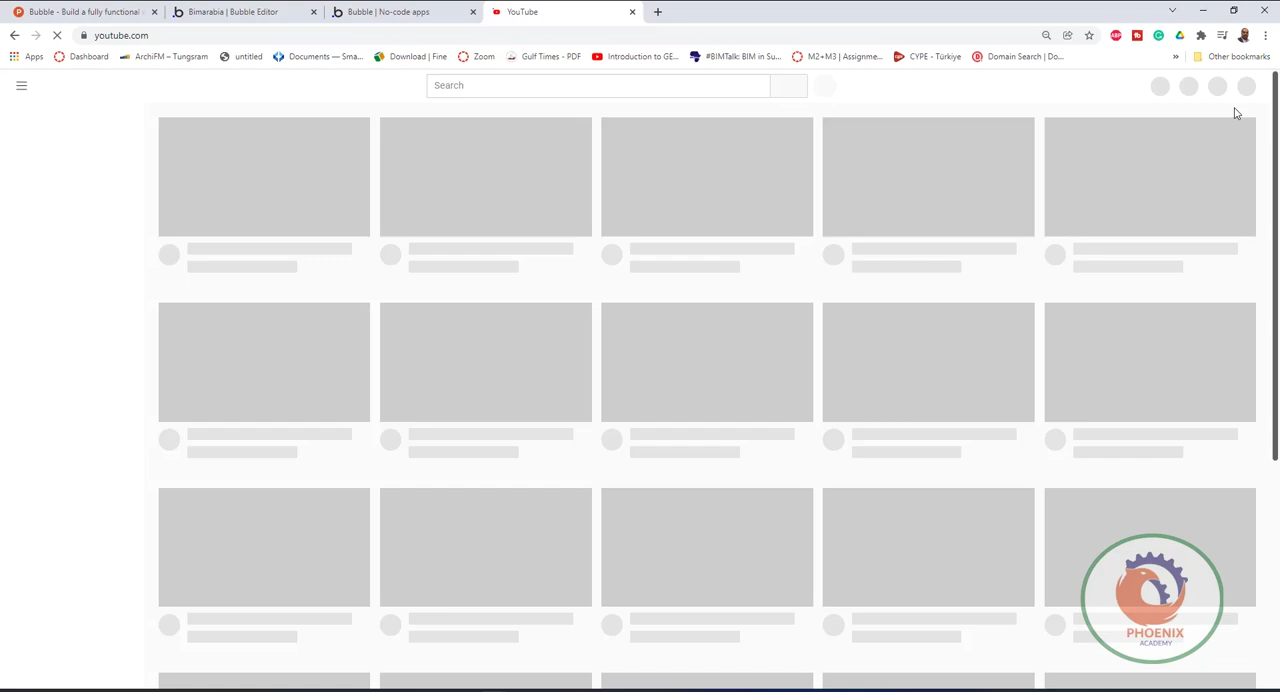 Bubble - Build a fully functional
Bimarabia | Bubble Editor
Bubble | No-code apps
YouTube
youtube.com
Apps
Dashboard
ArchiFM – Tungsram
untitled
Documents — Sma...
Download | Fine
Zoom
Gulf Times - PDF
Introduction to GE...
#BIMTalk: BIM in Su...
M2+M3 | Assignme...
CYPE - Türkiye
Domain Search | Do...
»
Other bookmarks
Search
PHOENIX
ACADEMY